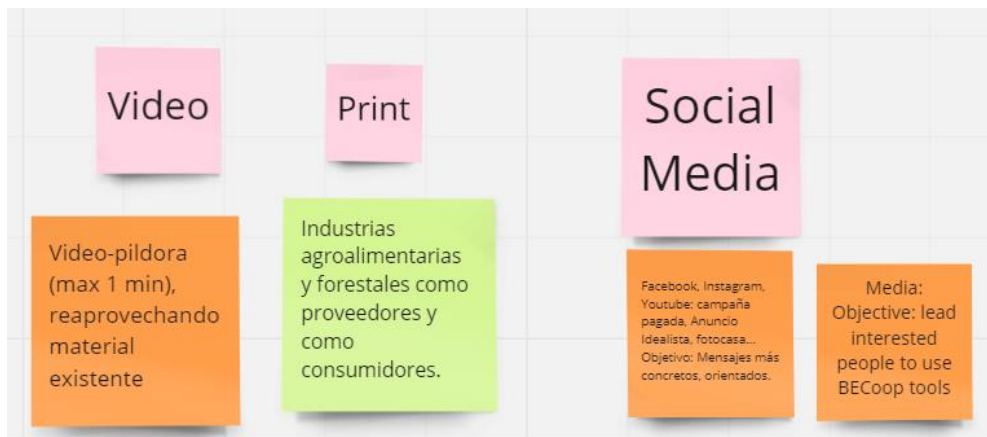 Video
Print
Social
Media
Video-pildora
(max 1 min),
reaprovechando
material
existente
Industrias
agroalimentarias
y forestales como
proveedores y
como
consumidores.
Facebook, Instagram,
Youtube: campaña
pagada, Anuncio
Idealista, fotocasa...
Objetivo: Mensajes más
concretos, orientados.
Media:
Objective: lead
interested
people to use
BECoop tools